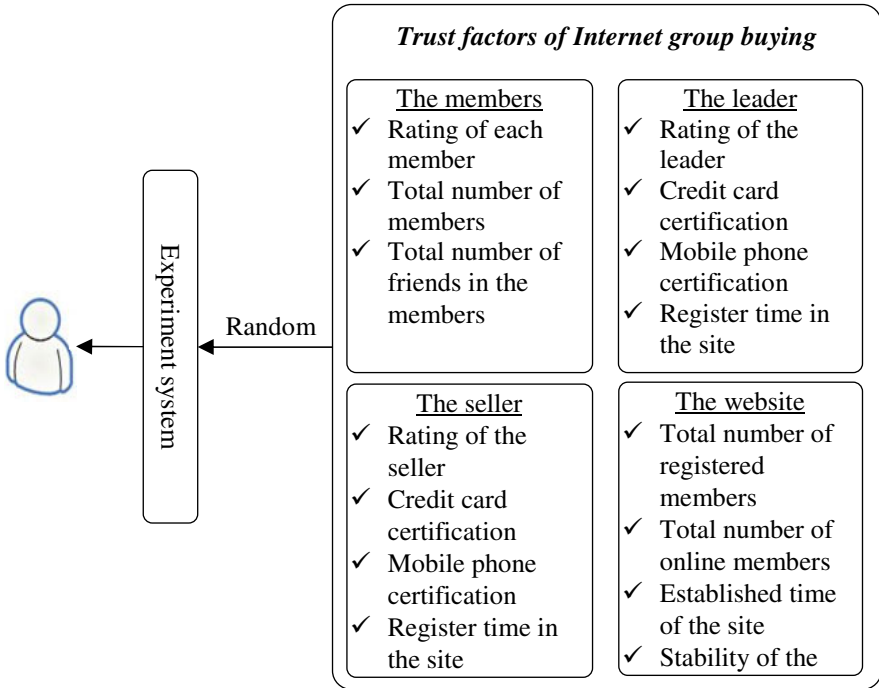 Trust factors of Internet group buying
The members
✓ Rating of each
member
✓ Total number of
members
✓ Total number of
friends in the
members
The leader
✓ Rating of the
leader
✓ Credit card
certification
✓ Mobile phone
certification
✓ Register time in
the site
Experiment system
Random
The seller
✓ Rating of the
seller
✓ Credit card
certification
✓ Mobile phone
certification
✓ Register time in
the site
The website
✓ Total number of
registered
members
✓ Total number of
online members
✓ Established time
of the site
✓ Stability of the